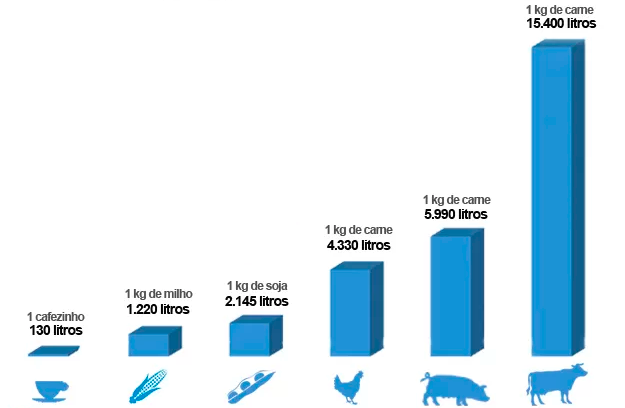 1 cafezinho
130 litros
1 kg de milho
1.220 litros
1 kg de soja
2.145 litros
1 kg de carne
4.330 litros
1 kg de carne
5.990 litros
1 kg de carne
15.400 litros